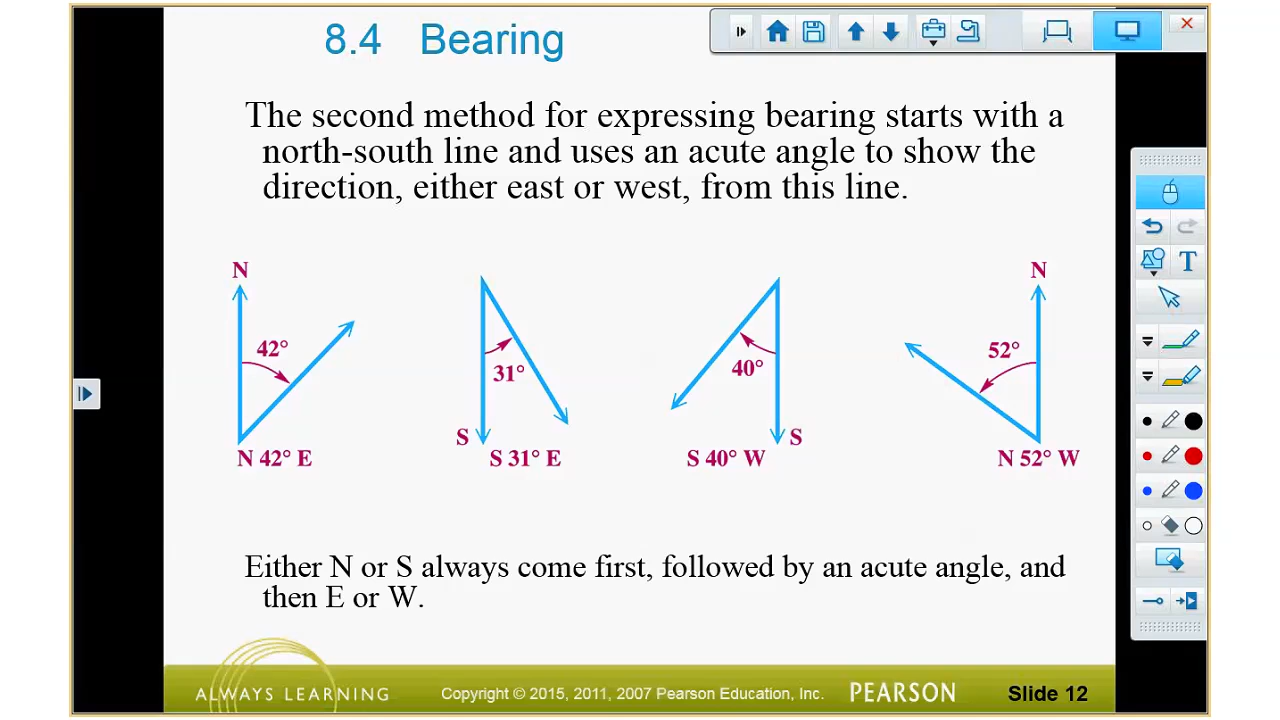 8.4 Bearing
The second method for expressing bearing starts with a
north-south line and uses an acute angle to show the
direction, either east or west, from this line.
N
42°
N 42° E
31°
S
S 31° E
40°
S
S 40° W
N
52°
N 52° W
Either N or S always come first, followed by an acute angle, and
then E or W.
ALWAYS LEARNING
Copyright © 2015, 2011, 2007 Pearson Education, Inc.
PEARSON
Slide 12
T